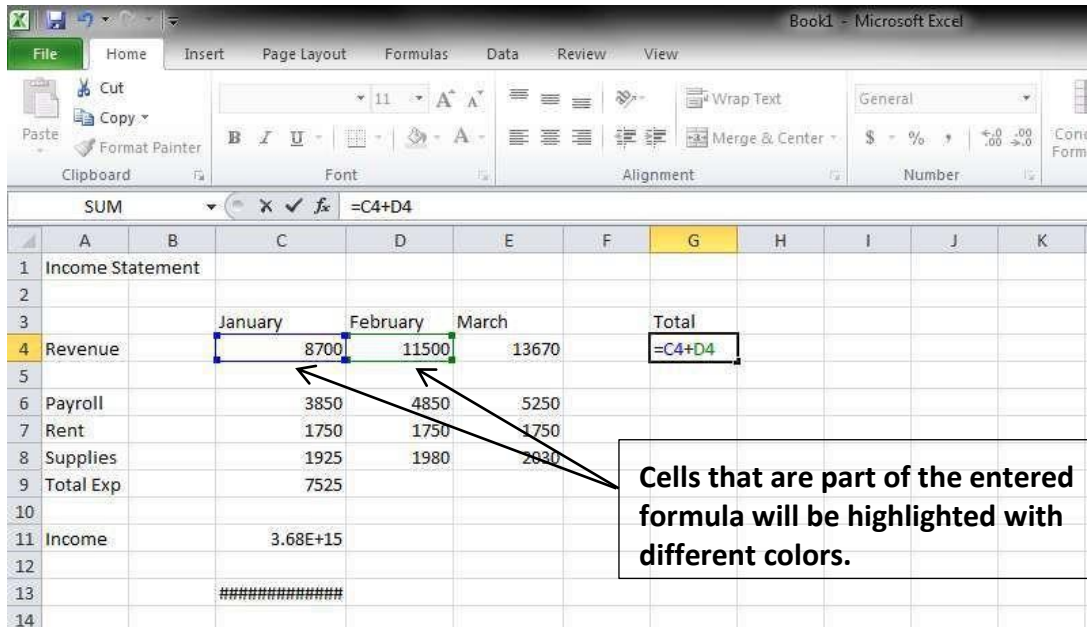 Book1 - Microsoft Excel
File Home Insert Page Layout Formulas Data Review View
Cut
Copy
Paste
Format Painter
Clipboard
11 A A
B I U A
Font
Wrap Text
Merge & Center
Alignment
General
$ % , .0 .00 .00 .0
Number
SUM fx =C4+D4
A B C D E F G H I J K
1 Income Statement
2
3 January February March Total
4 Revenue 8700 11500 13670 =C4+D4
5
6 Payroll 3850 4850 5250
7 Rent 1750 1750 1750
8 Supplies 1925 1980 2030
9 Total Exp 7525
10
11 Income 3.68E+15
12
13 #############
14
Cells that are part of the entered
formula will be highlighted with
different colors.